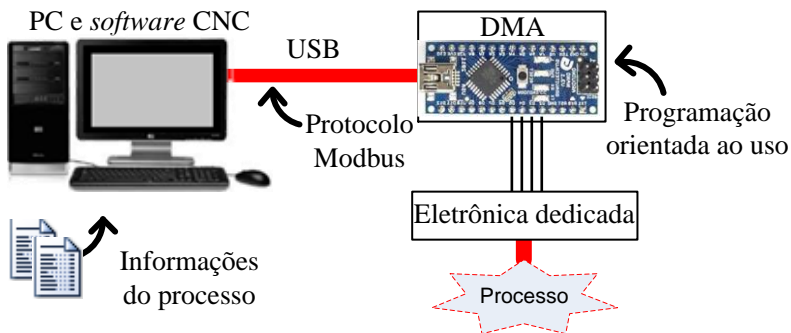 PC e software CNC
USB
DMA
Protocolo
Modbus
Programação
orientada ao uso
Eletrônica dedicada
Informações
do processo
Processo